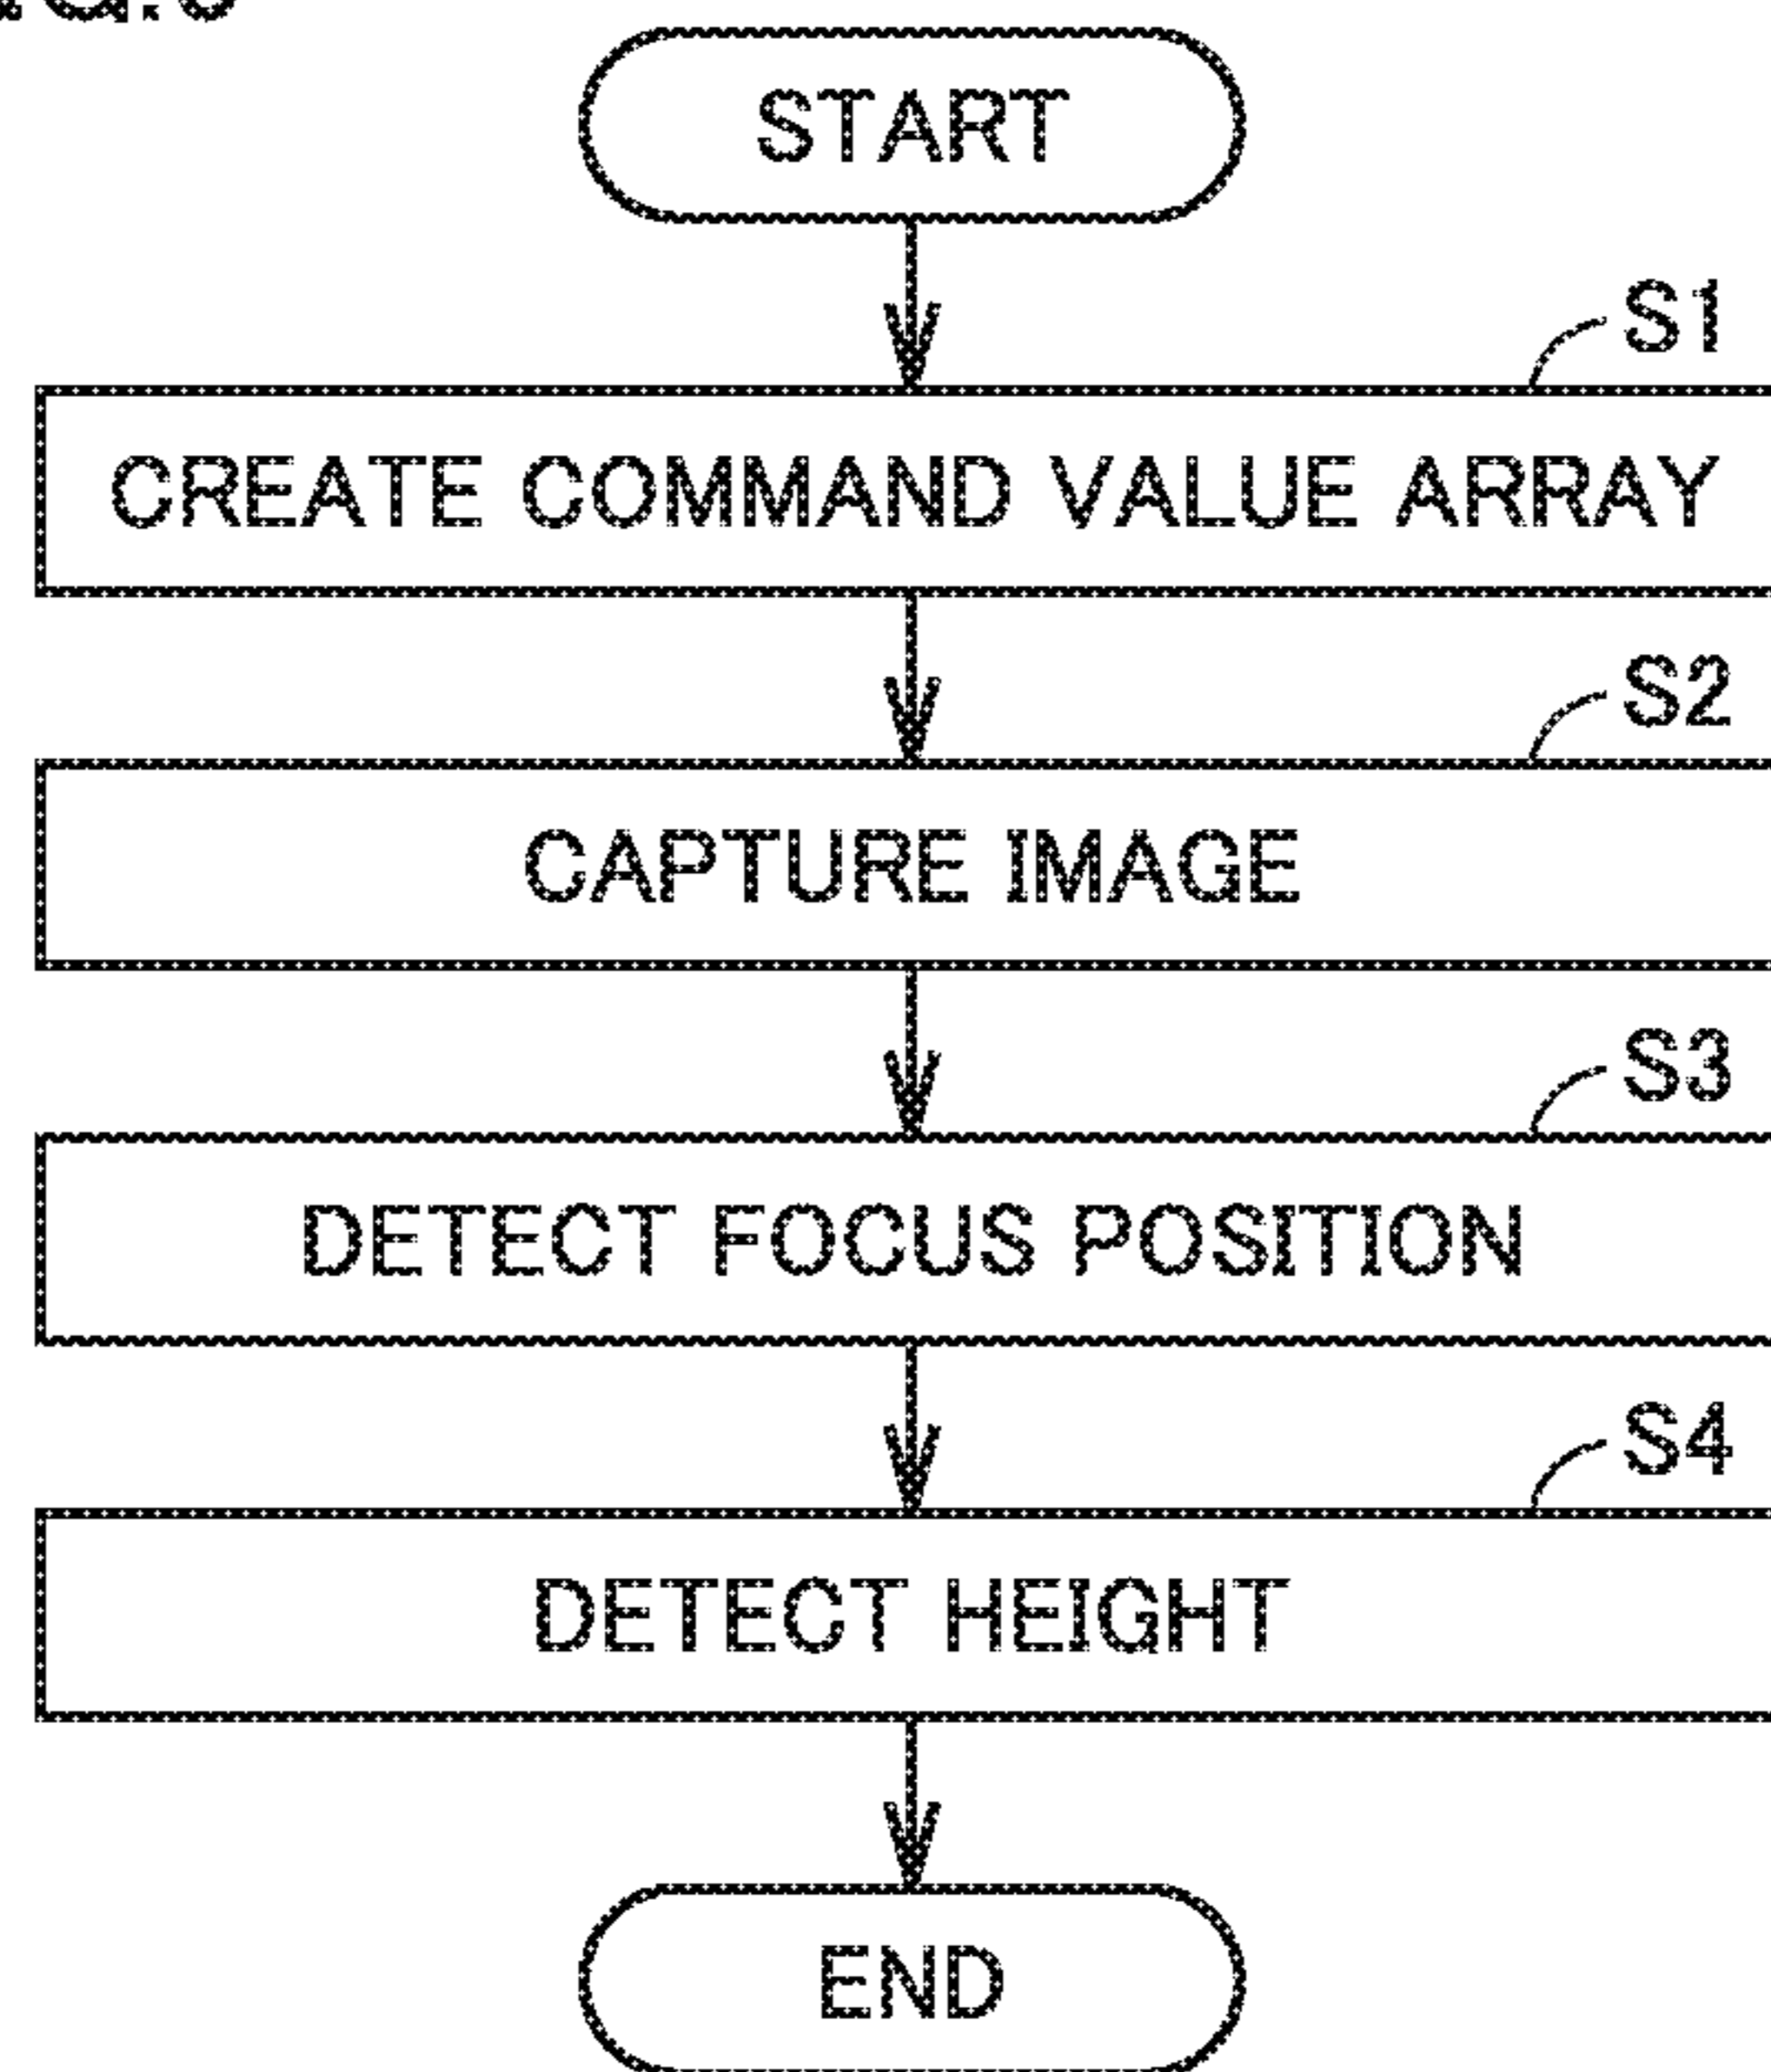 START
S1
CREATE COMMAND VALUE ARRAY
S2
CAPTURE IMAGE
S3
DETECT FOCUS POSITION
S4
DETECT HEIGHT
END